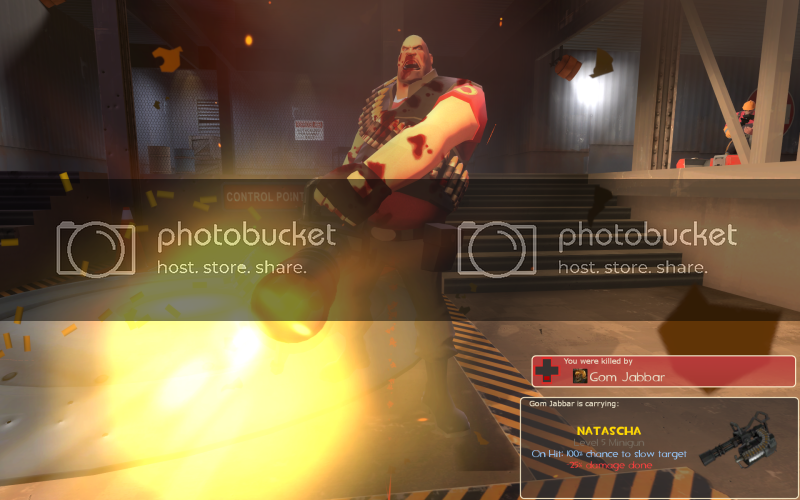 CONTROL POINT
photobucket
host. store. share.
photobucket
host. store. share.
You were killed by
Gom Jabbar
Gom Jabbar is carrying:
NATASCHA
Level 5 Minigun
On Hit: 100% chance to slow target
-25% damage done